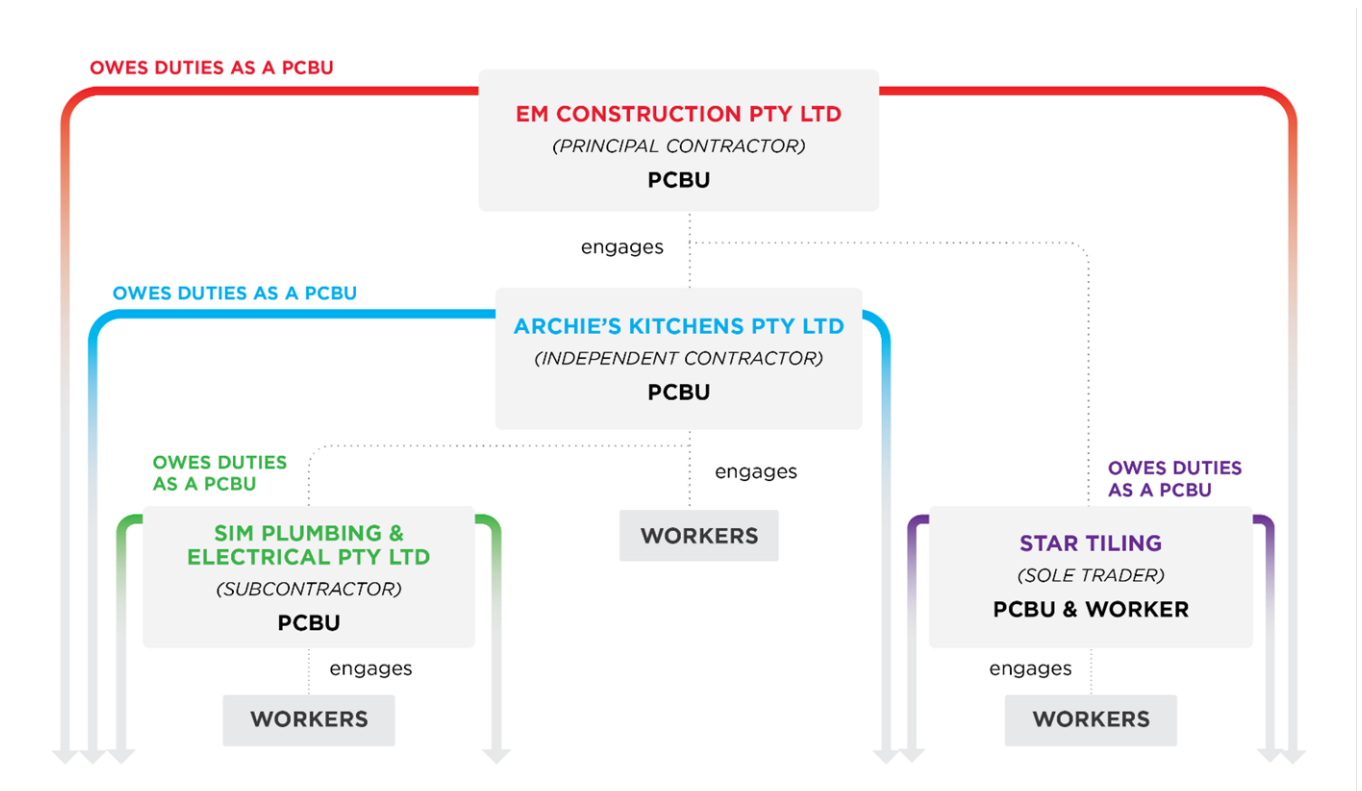 OWES DUTIES AS A PCBU
EM CONSTRUCTION PTY LTD
(PRINCIPAL CONTRACTOR)
PCBU
engages
OWES DUTIES AS A PCBU
ARCHIE’S KITCHENS PTY LTD
(INDEPENDENT CONTRACTOR)
PCBU
engages
OWES DUTIES
AS A PCBU
SIM PLUMBING &
ELECTRICAL PTY LTD
(SUBCONTRACTOR)
PCBU
engages
WORKERS
WORKERS
OWES DUTIES
AS A PCBU
STAR TILING
(SOLE TRADER)
PCBU & WORKER
engages
WORKERS